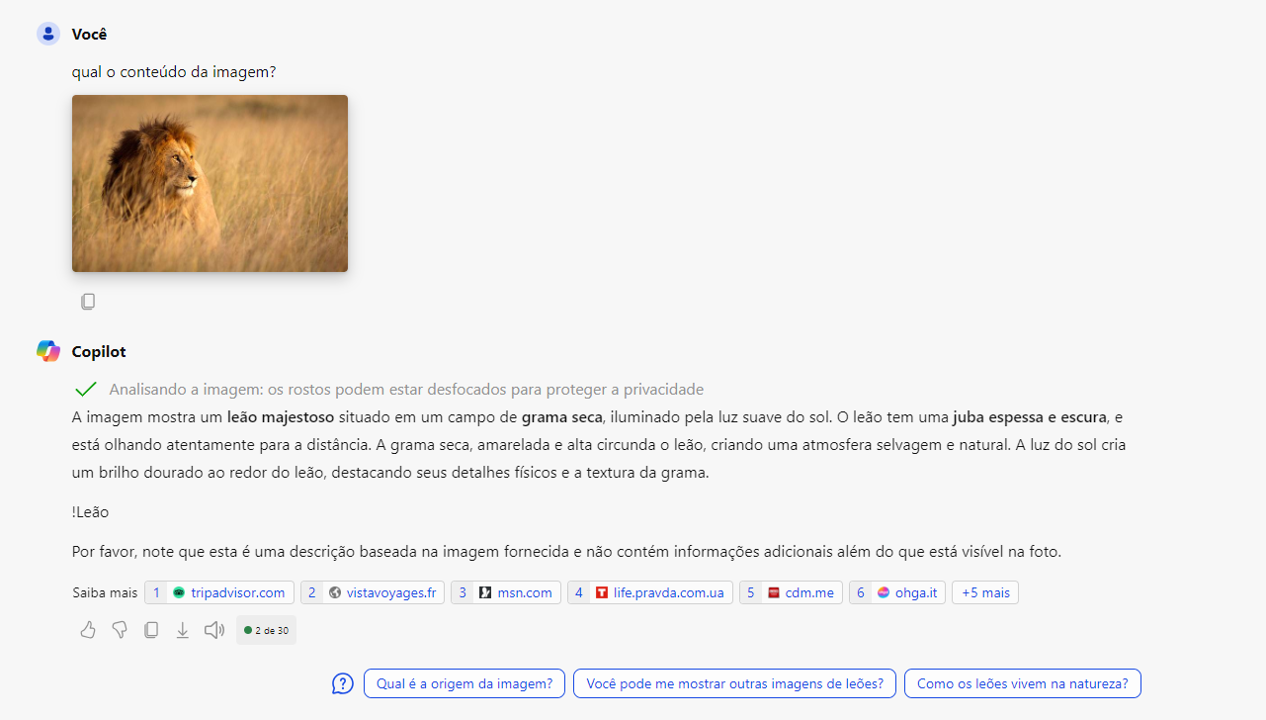 Você
qual o conteúdo da imagem?
Copilot
Analisando a imagem: os rostos podem estar desfocados para proteger a privacidade
A imagem mostra um leão majestoso situado em um campo de grama seca, iluminado pela luz suave do sol. O leão tem uma juba espessa e escura, e
está olhando atentamente para a distância. A grama seca, amarelada e alta circunda o leão, criando uma atmosfera selvagem e natural. A luz do sol cria
um brilho dourado ao redor do leão, destacando seus detalhes físicos e a textura da grama.
!Leão
Por favor, note que esta é uma descrição baseada na imagem fornecida e não contém informações adicionais além do que está visível na foto.
Saiba mais 1 tripadvisor.com 2 vistavoyages.fr 3 msn.com 4 life.pravda.com.ua 5 cdm.me 6 ohga.it +5 mais
2 de 30
Qual é a origem da imagem? Você pode me mostrar outras imagens de leões? Como os leões vivem na natureza?